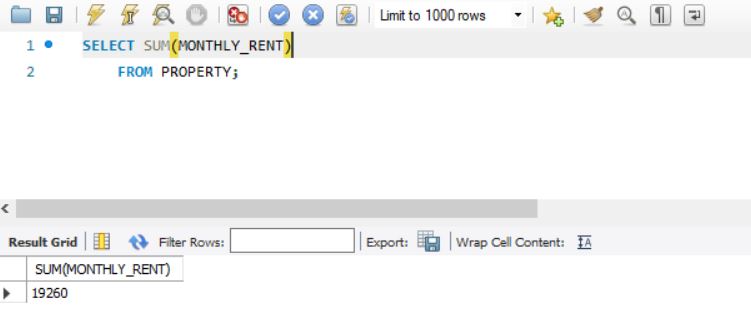 Limit to 1000 rows
1 SELECT SUM(MONTHLY_RENT)
2 FROM PROPERTY;
Result Grid Filter Rows: Export: Wrap Cell Content: IA
SUM(MONTHLY_RENT)
19260